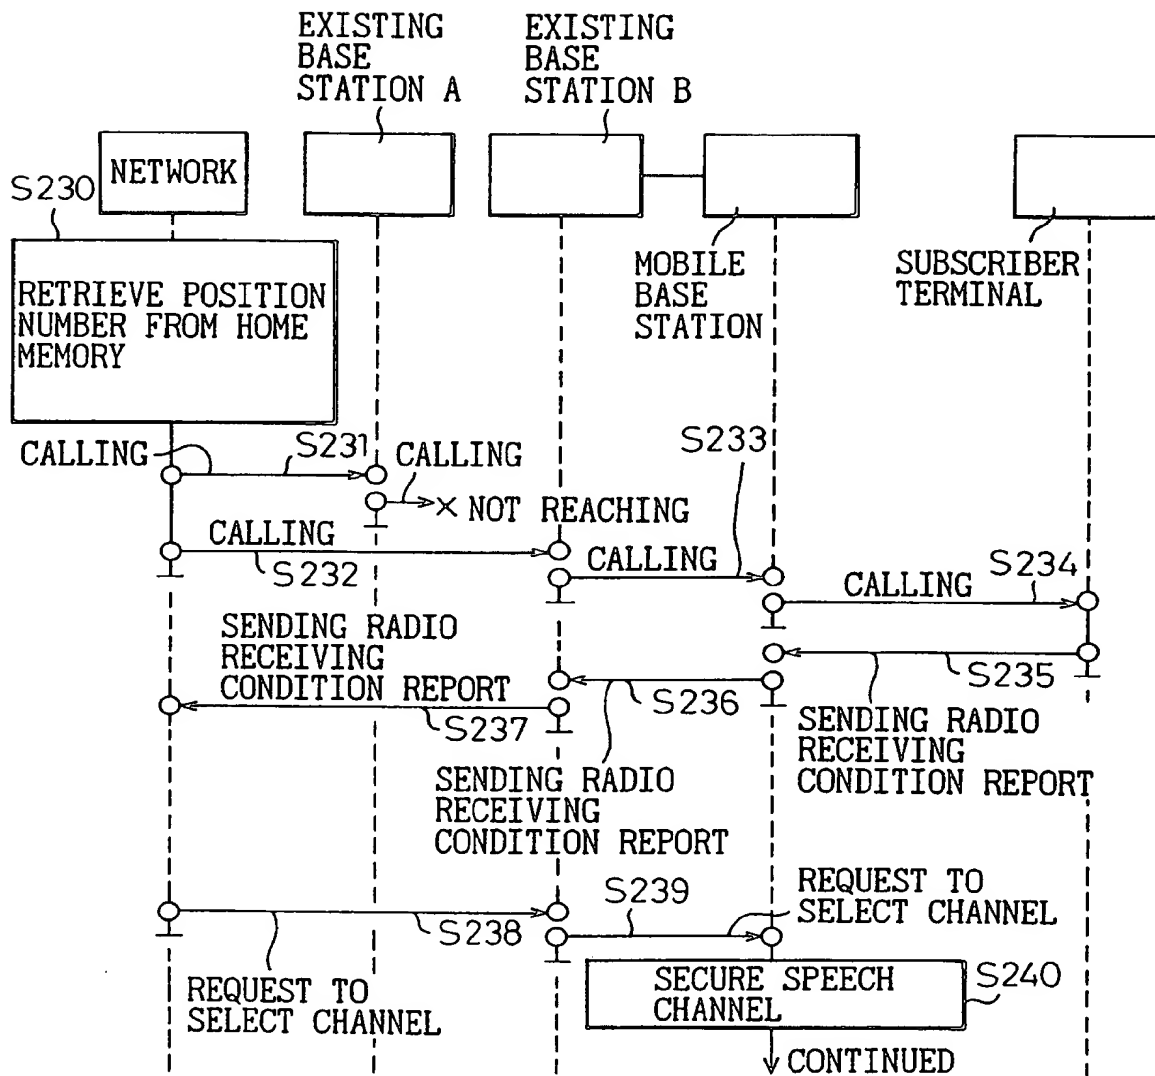 EXISTING
BASE
STATION A
EXISTING
BASE
STATION B
NETWORK
S230
MOBILE
BASE
STATION
SUBSCRIBER
TERMINAL
RETRIEVE POSITION
NUMBER FROM HOME
MEMORY
CALLING
S231
CALLING
× NOT REACHING
S233
CALLING
S232
CALLING
CALLING
S234
SENDING RADIO
RECEIVING
CONDITION REPORT
S237
S236
S235
SENDING RADIO
RECEIVING
CONDITION REPORT
SENDING RADIO
RECEIVING
CONDITION REPORT
S238
S239
REQUEST TO
SELECT CHANNEL
REQUEST TO
SELECT CHANNEL
SECURE SPEECH
CHANNEL
S240
CONTINUED